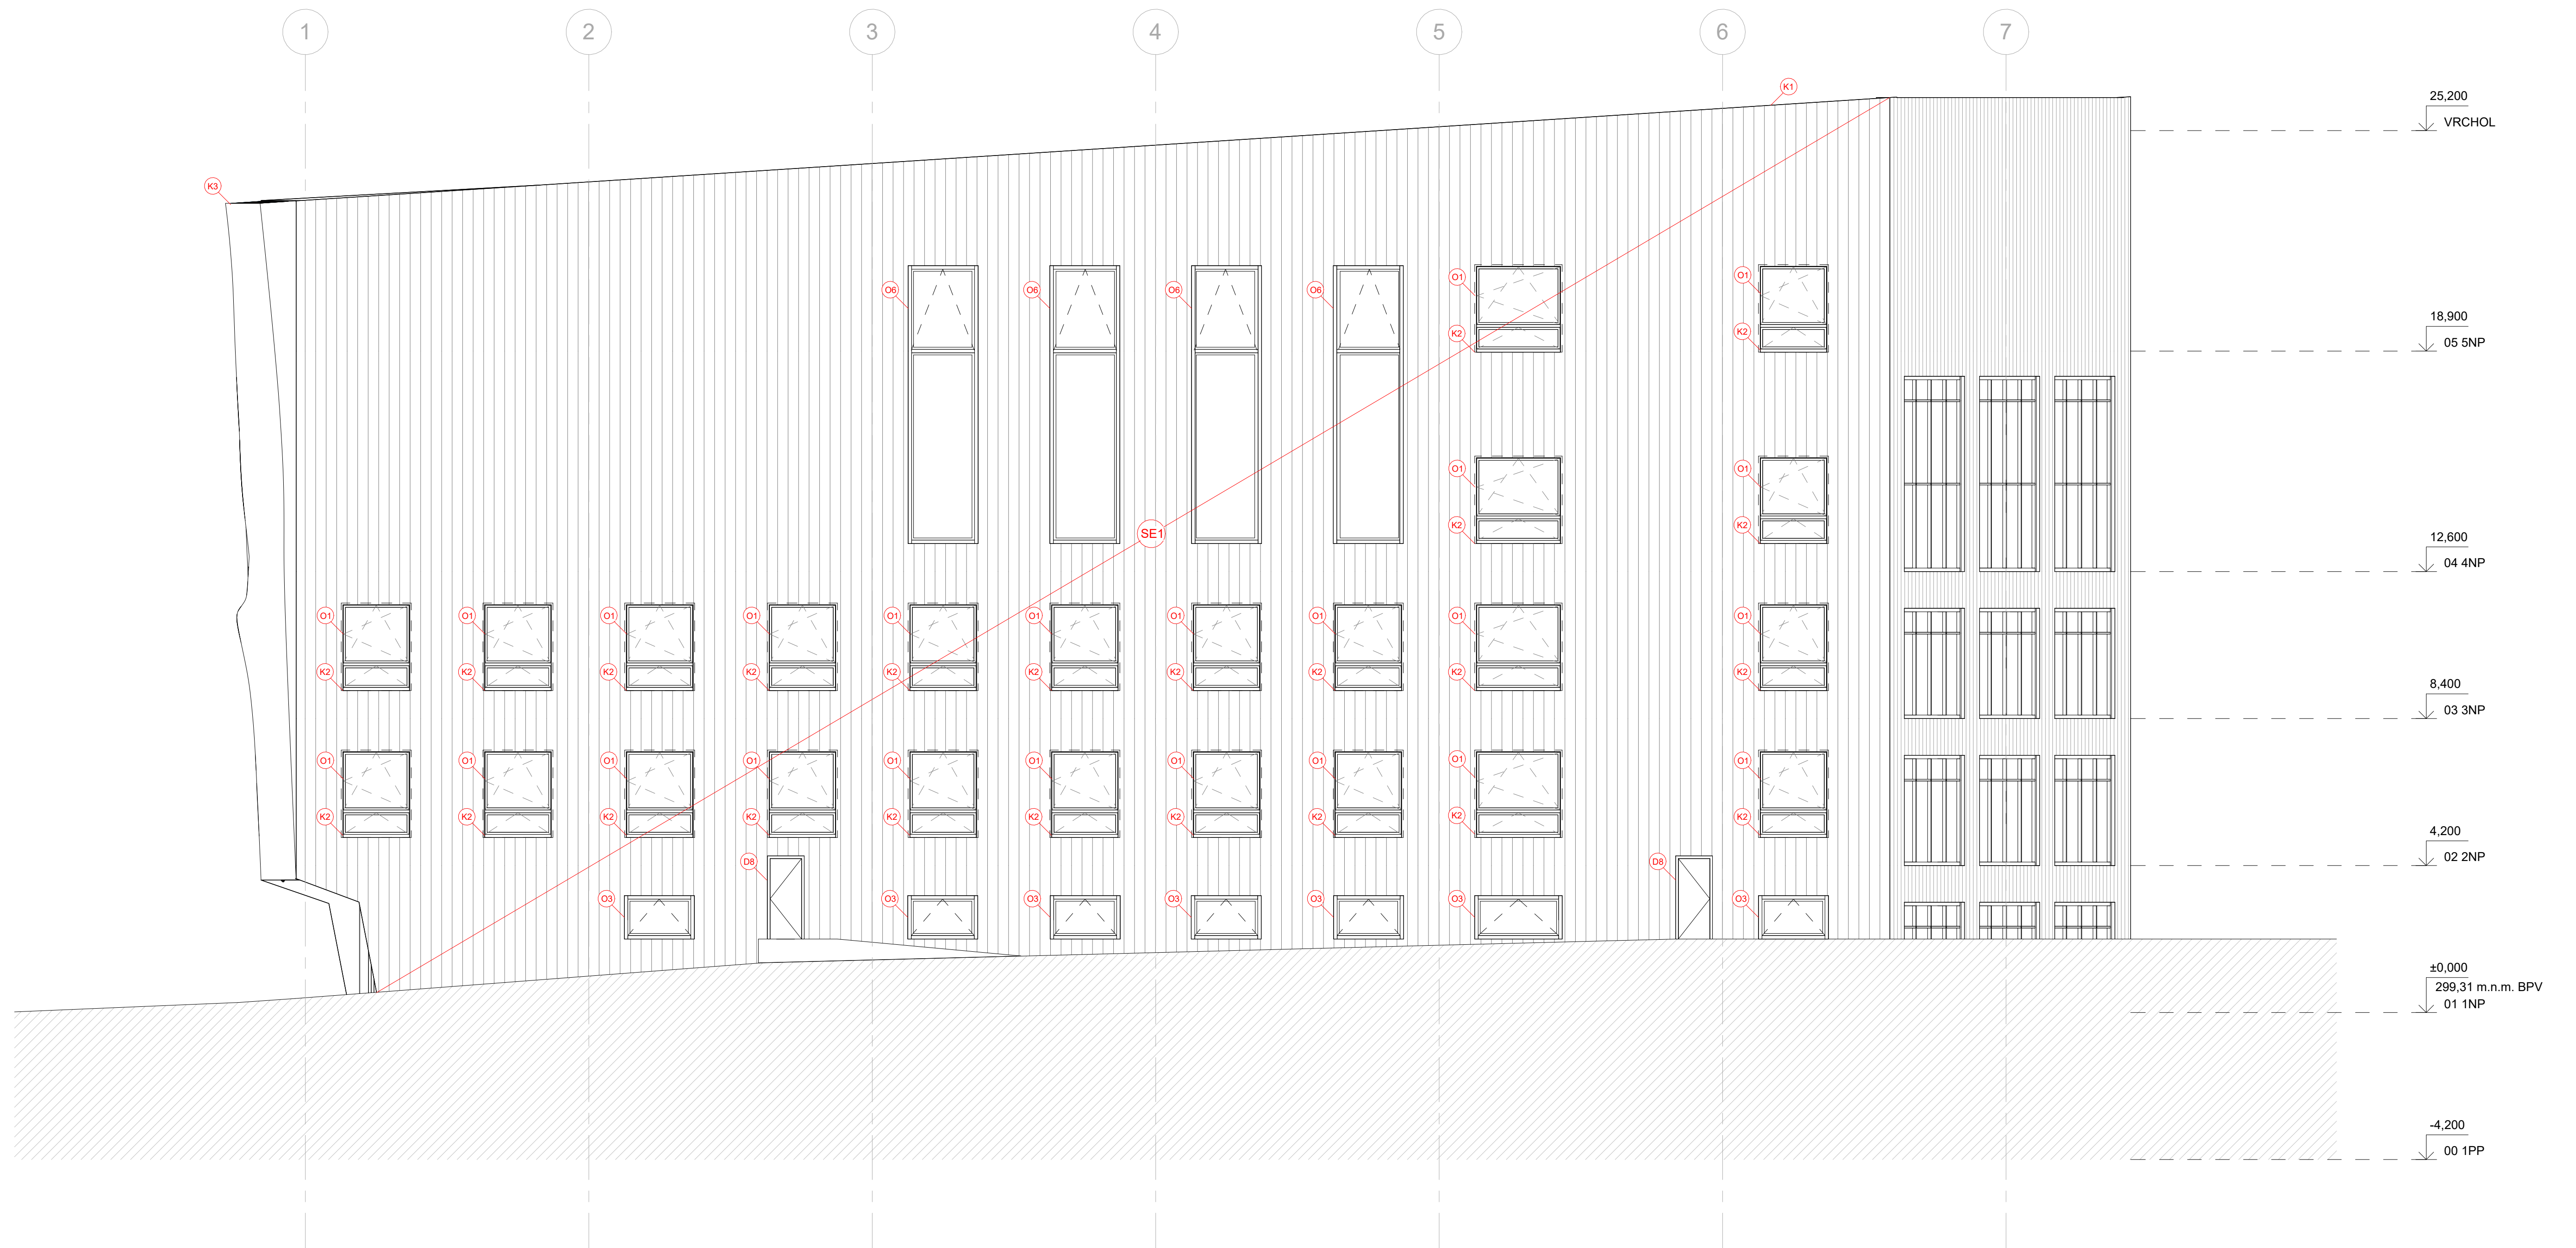 1 2 3 4 5 6 7
K1
25,200
VRCHOL
K3
O6 O6 O6 O6 O1 O1
18,900
K2 K2
05 5NP
O1 O1
K2 K2
SE1
12,600
04 4NP
O1 O1 O1 O1 O1 O1 O1 O1 O1 O1
K2 K2 K2 K2 K2 K2 K2 K2 K2 K2
8,400
03 3NP
O1 O1 O1 O1 O1 O1 O1 O1 O1 O1
K2 K2 K2 K2 K2 K2 K2 K2 K2 K2
4,200
02 2NP
D8 D8
O3 O3 O3 O3 O3 O3 O3
±0,000
299,31 m.n.m. BPV
01 1NP
-4,200
00 1PP